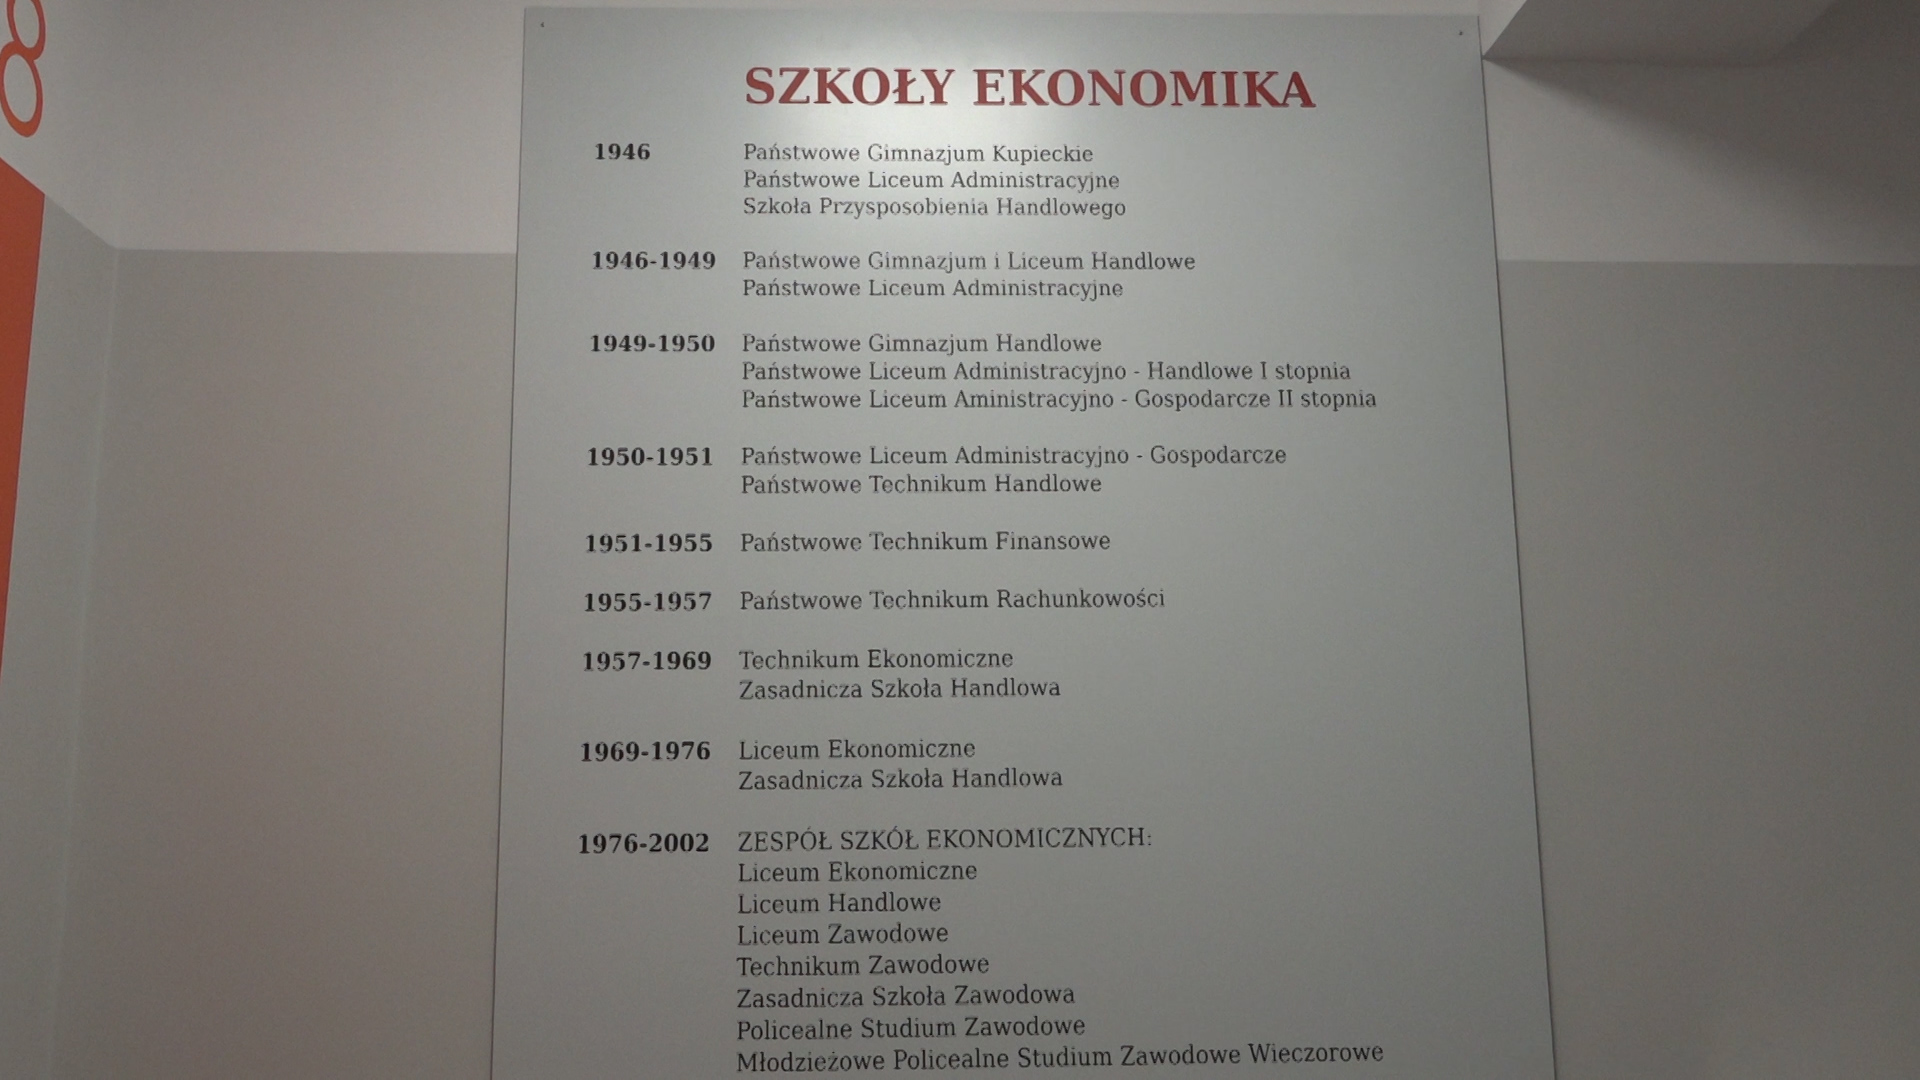 8
SZKOŁY EKONOMIKA
1946 Państwowe Gimnazjum Kupieckie
Państwowe Liceum Administracyjne
Szkoła Przysposobienia Handlowego
1946-1949 Państwowe Gimnazjum i Liceum Handlowe
Państwowe Liceum Administracyjne
1949-1950 Państwowe Gimnazjum Handlowe
Państwowe Liceum Administracyjno - Handlowe I stopnia
Państwowe Liceum Aministracyjno - Gospodarcze II stopnia
1950-1951 Państwowe Liceum Administracyjno - Gospodarcze
Państwowe Technikum Handlowe
1951-1955 Państwowe Technikum Finansowe
1955-1957 Państwowe Technikum Rachunkowości
1957-1969 Technikum Ekonomiczne
Zasadnicza Szkoła Handlowa
1969-1976 Liceum Ekonomiczne
Zasadnicza Szkoła Handlowa
1976-2002 ZESPÓŁ SZKÓŁ EKONOMICZNYCH:
Liceum Ekonomiczne
Liceum Handlowe
Liceum Zawodowe
Technikum Zawodowe
Zasadnicza Szkoła Zawodowa
Policealne Studium Zawodowe
Młodzieżowe Policealne Studium Zawodowe Wieczorowe